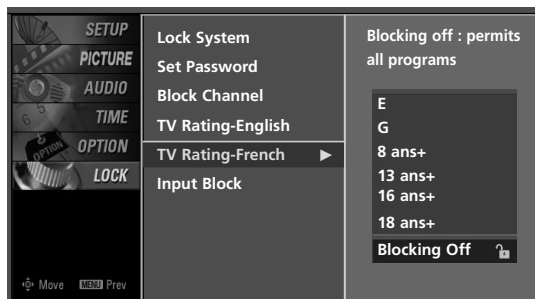 SETUP
PICTURE
AUDIO
TIME
OPTION
LOCK
Move MENU Prev
Lock System
Set Password
Block Channel
TV Rating-English
TV Rating-French
Input Block
Blocking off : permits
all programs
E
G
8 ans+
13 ans+
16 ans+
18 ans+
Blocking Off